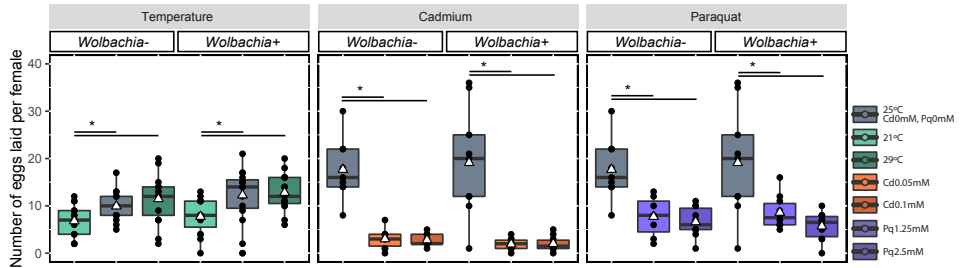 Temperature
Cadmium
Paraquat
Wolbachia-
Wolbachia+
Wolbachia-
Wolbachia+
Wolbachia-
Wolbachia+
Number of eggs laid per female
40
30
20
10
0
*
*
*
*
*
*
25ºC
Cd0mM, Pq0mM
21ºC
29ºC
Cd0.05mM
Cd0.1mM
Pq1.25mM
Pq2.5mM